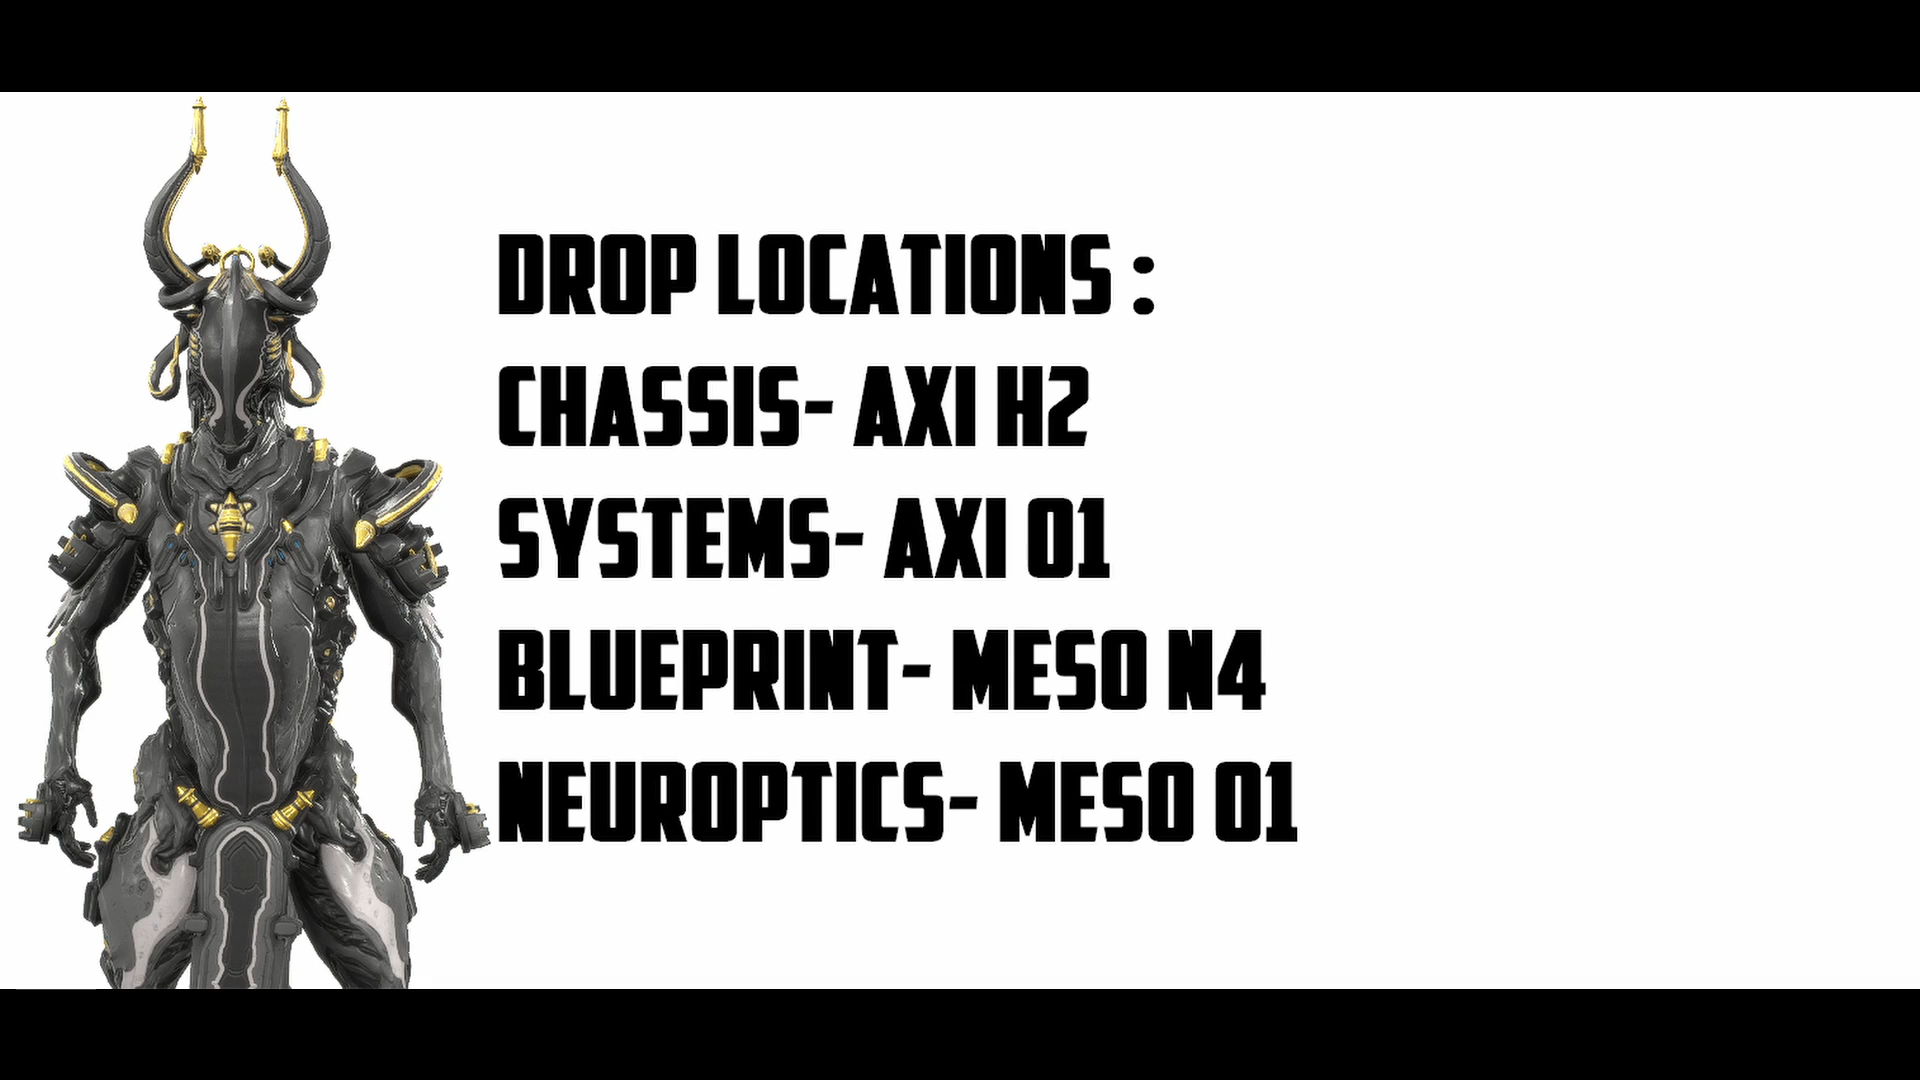 DROP LOCATIONS :
CHASSIS- AXI H2
SYSTEMS- AXI O1
BLUEPRINT- MESO N4
NEUROPTICS- MESO O1